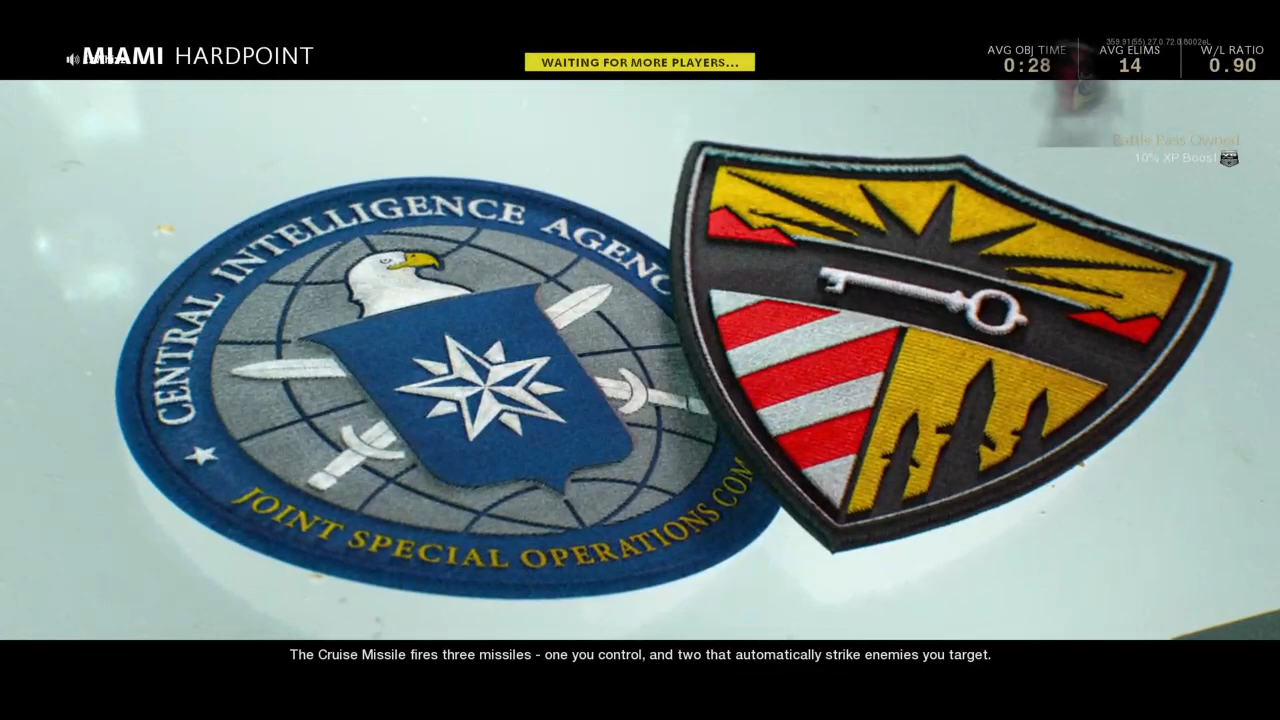 MIAMI HARDPOINT
WAITING FOR MORE PLAYERS...
AVG OBJ TIME
0:28
AVG ELIMS
14
W/L RATIO
0.90
Battle Pass Owned
10% XP Boost
CENTRAL INTELLIGENCE AGENC
JOINT SPECIAL OPERATIONS COM
The Cruise Missile fires three missiles - one you control, and two that automatically strike enemies you target.